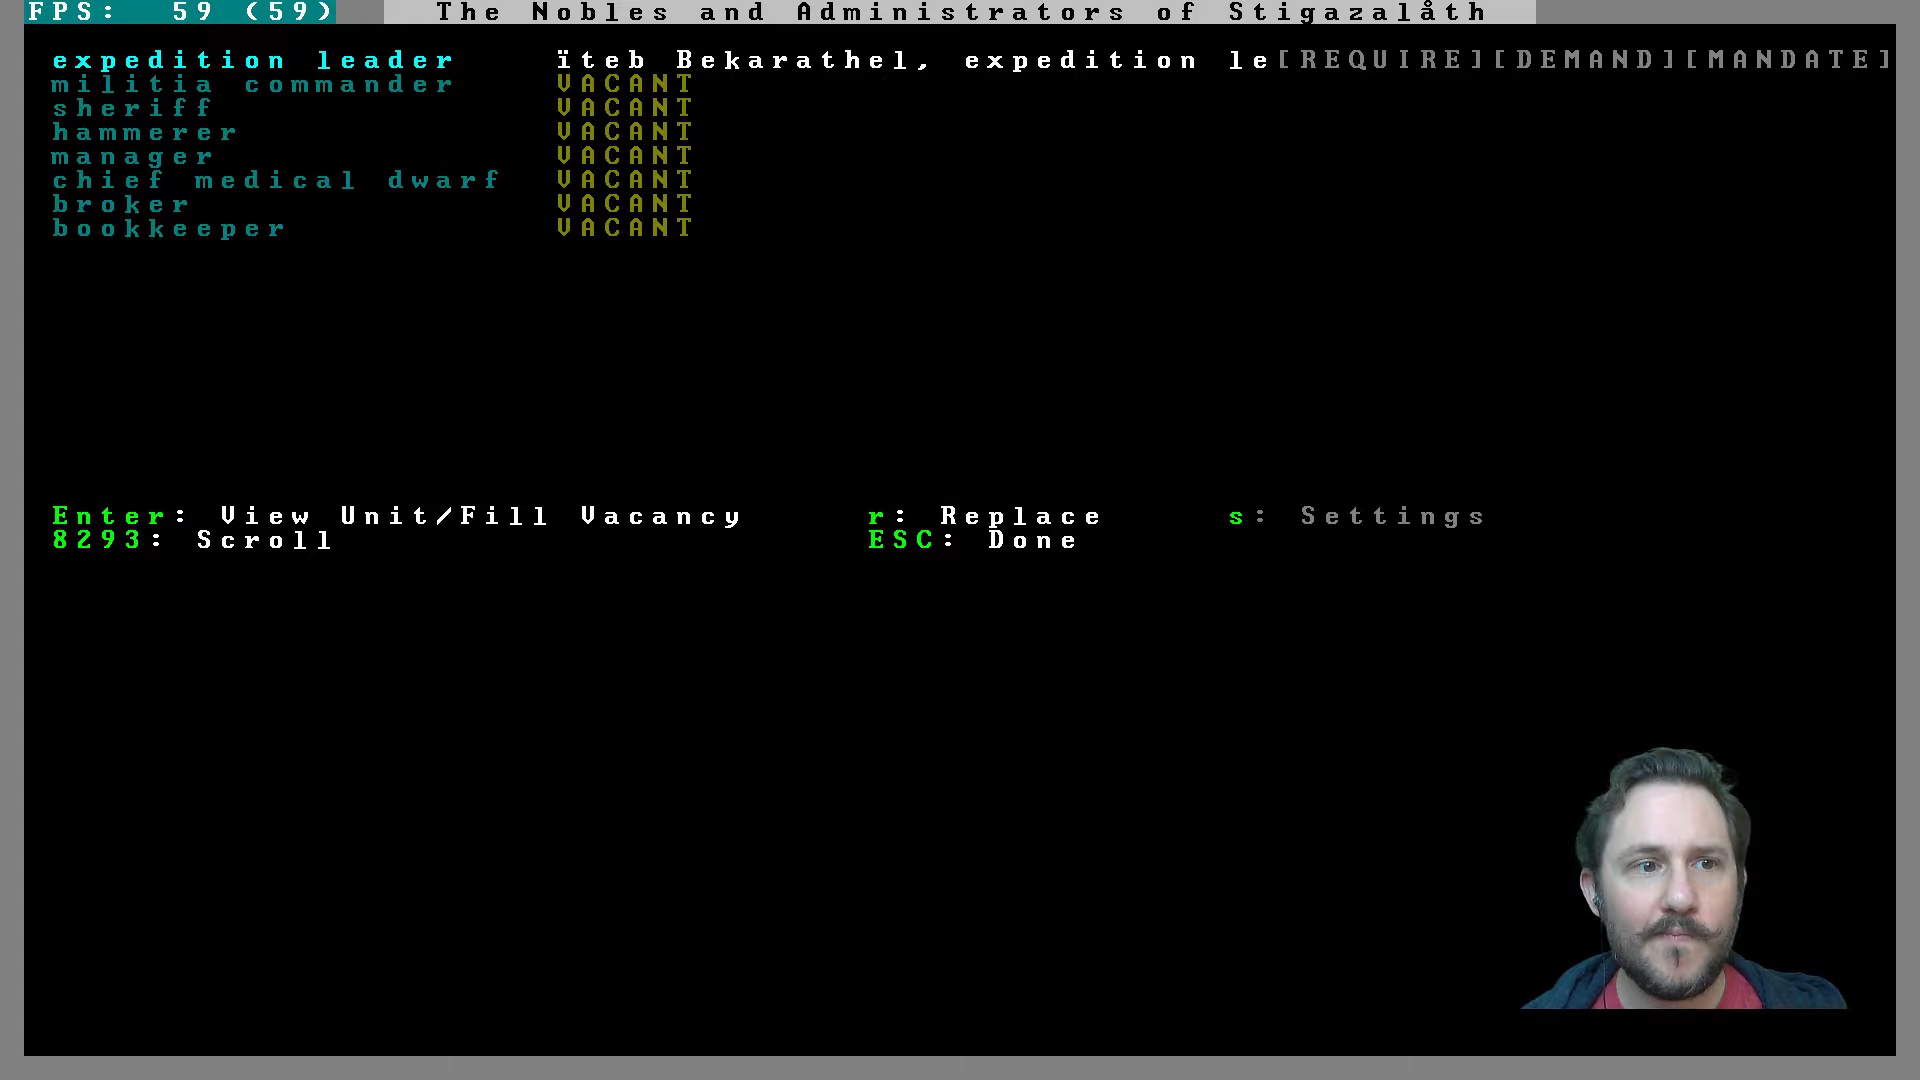 FPS: 59 (59) The Nobles and Administrators of Stigazalåth
expedition leader ïteb Bekarathel, expedition le[REQUIRE][DEMAND][MANDATE]
militia commander VACANT
sheriff VACANT
hammerer VACANT
manager VACANT
chief medical dwarf VACANT
broker VACANT
bookkeeper VACANT
Enter: View Unit/Fill Vacancy r: Replace s: Settings
8293: Scroll ESC: Done